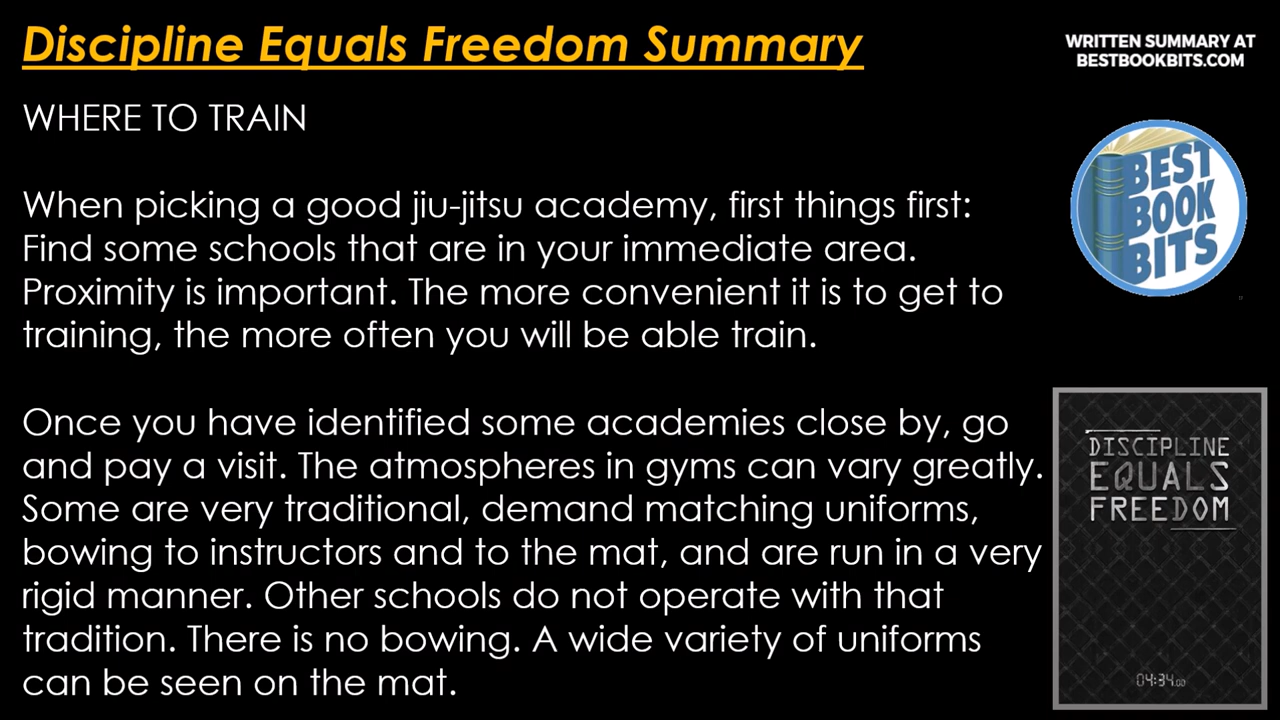 Discipline Equals Freedom Summary
WRITTEN SUMMARY AT
BESTBOOKBITS.COM
WHERE TO TRAIN
When picking a good jiu-jitsu academy, first things first:
Find some schools that are in your immediate area.
Proximity is important. The more convenient it is to get to
training, the more often you will be able train.
Once you have identified some academies close by, go
and pay a visit. The atmospheres in gyms can vary greatly.
Some are very traditional, demand matching uniforms,
bowing to instructors and to the mat, and are run in a very
rigid manner. Other schools do not operate with that
tradition. There is no bowing. A wide variety of uniforms
can be seen on the mat.
BEST
BOOK
BITS
DISCIPLINE
EQUALS
FREEDOM
04:34.00